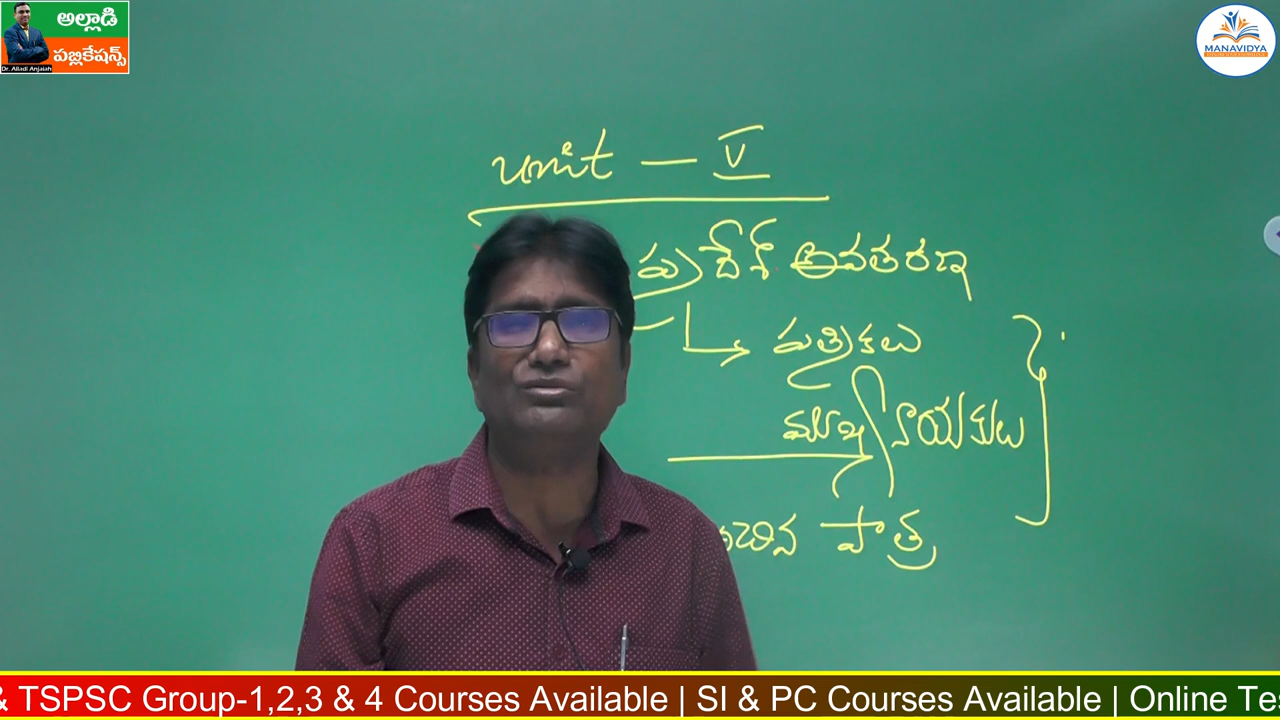 అల్లాడి
పబ్లికేషన్స్
Dr. Alladi Anjaiah
MANAVIDYA
unit - V
ప్రదేశ్ అవతరణ
పత్రికలు
ముఖ్య నాయకులు
పాత్ర
& TSPSC Group-1,2,3 & 4 Courses Available | SI & PC Courses Available | Online Tes